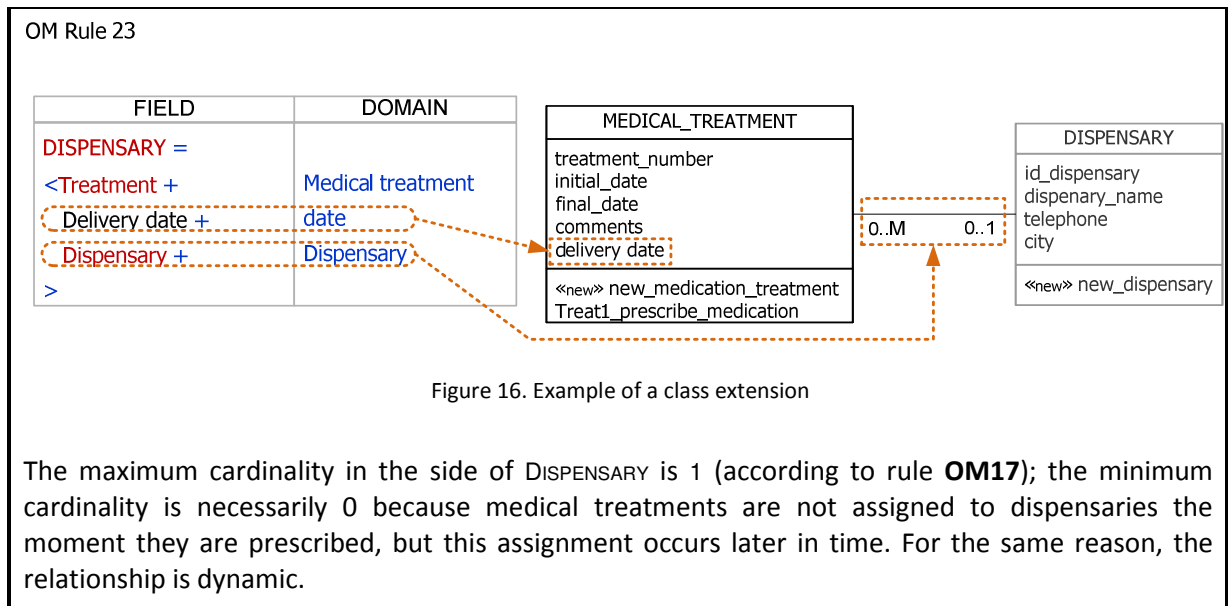 OM Rule 23
FIELD DOMAIN
DISPENSARY =
<Treatment + Medical treatment
Delivery date + date
Dispensary + Dispensary
>
MEDICAL_TREATMENT
treatment_number
initial_date
final_date
comments
delivery date
«new» new_medication_treatment
Treat1_prescribe_medication
0..M 0..1
DISPENSARY
id_dispensary
dispenary_name
telephone
city
«new» new_dispensary
Figure 16. Example of a class extension
The maximum cardinality in the side of DISPENSARY is 1 (according to rule OM17); the minimum
cardinality is necessarily 0 because medical treatments are not assigned to dispensaries the
moment they are prescribed, but this assignment occurs later in time. For the same reason, the
relationship is dynamic.